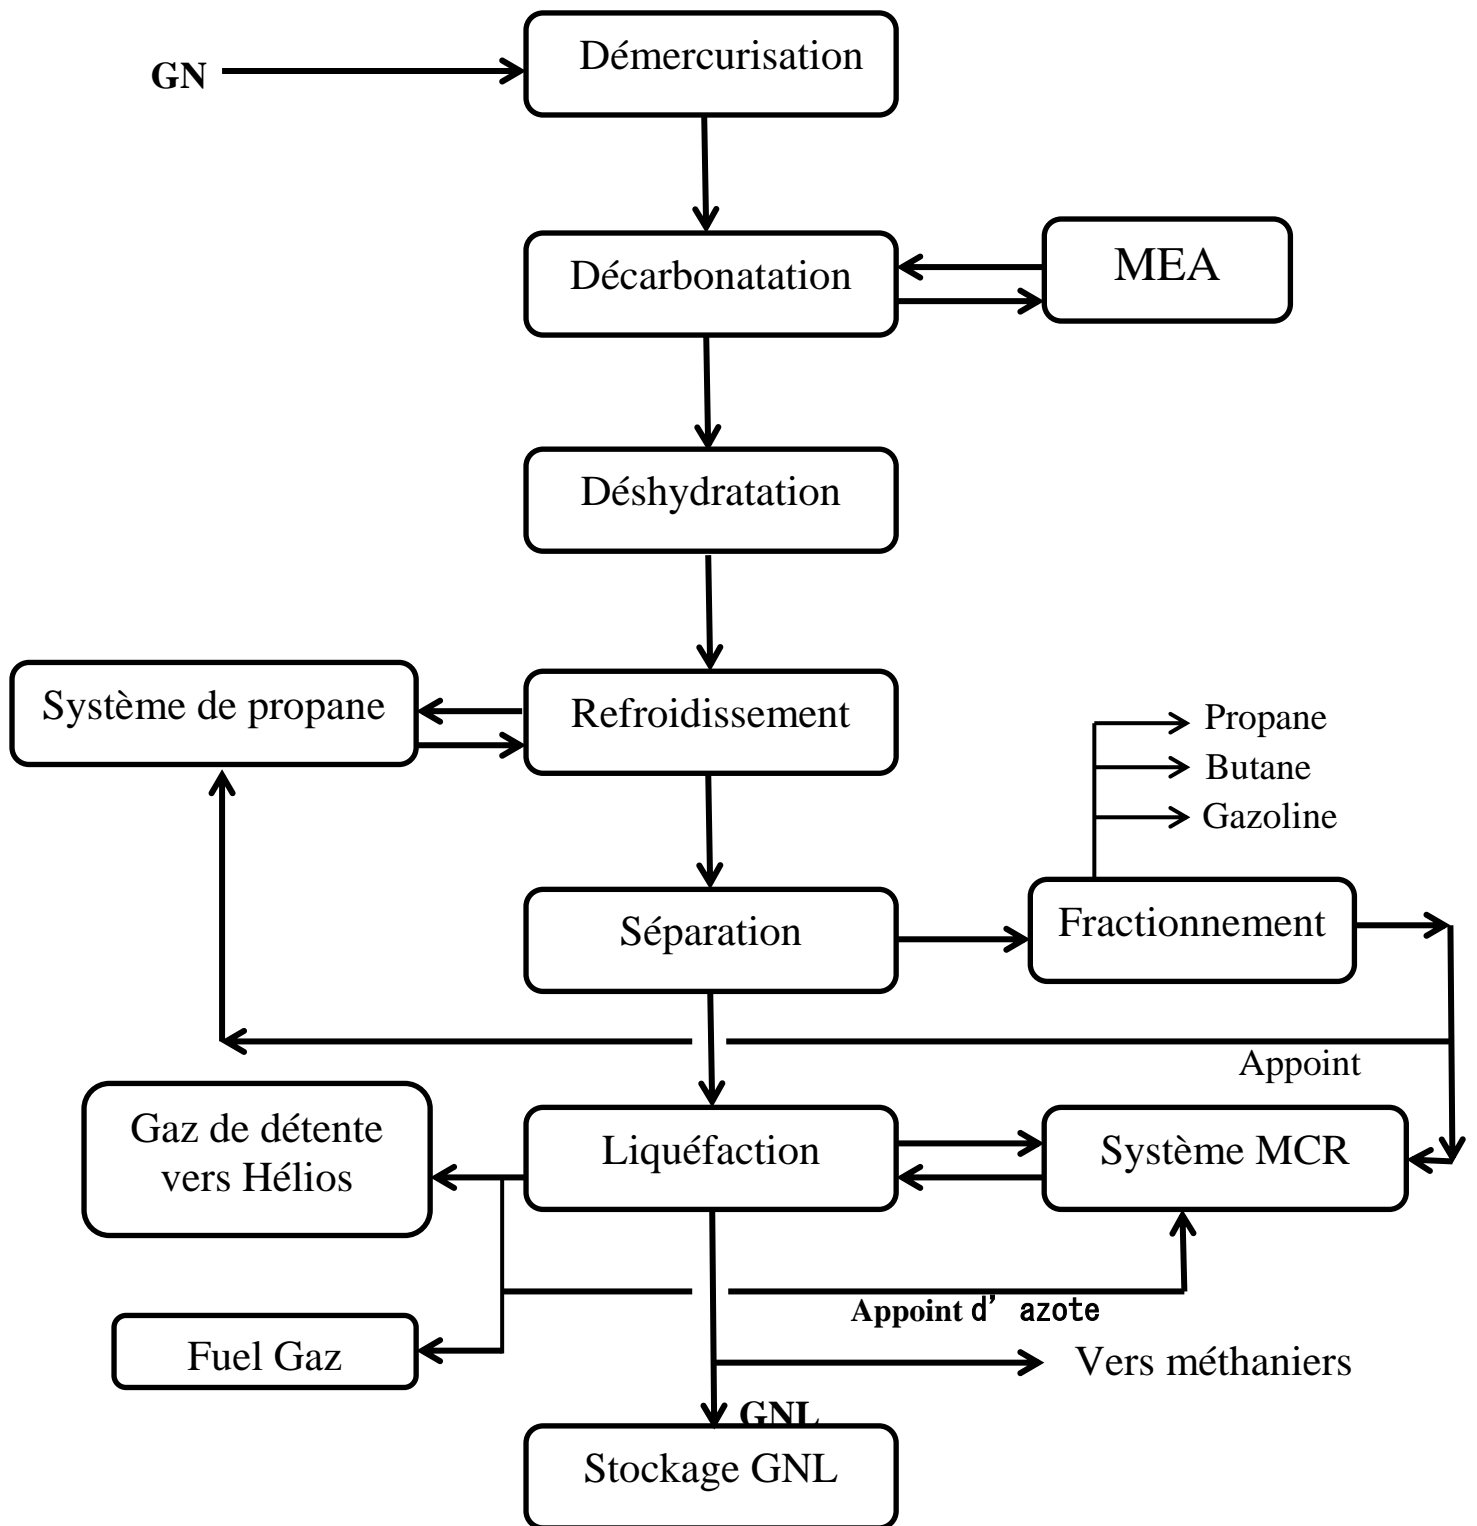 Démercurisation
GN
Décarbonatation
MEA
Déshydratation
Système de propane
Refroidissement
Propane
Butane
Gazoline
Séparation
Fractionnement
Appoint
Gaz de détente
vers Hélios
Liquéfaction
Système MCR
Appoint d’ azote
Fuel Gaz
Vers méthaniers
GNL
Stockage GNL